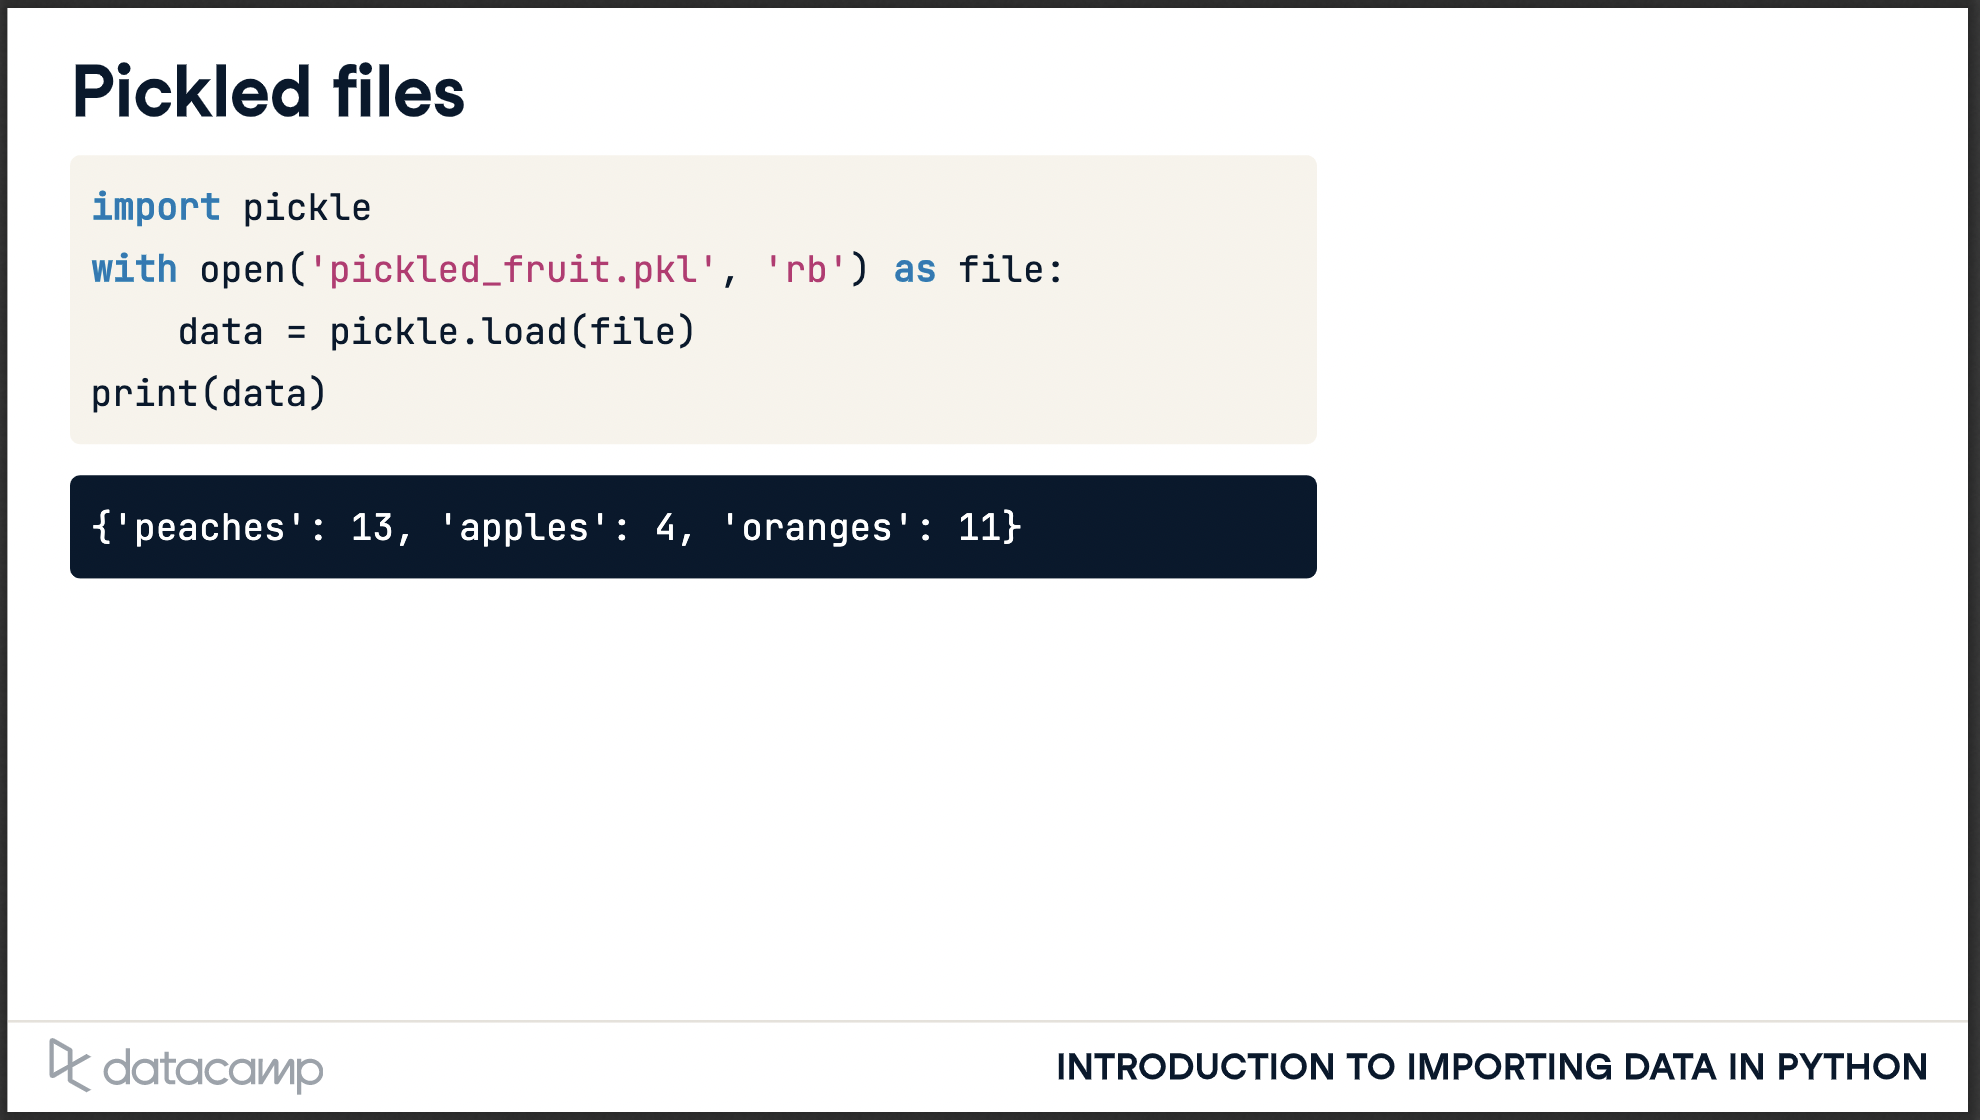 Pickled files
import pickle
with open('pickled_fruit.pkl', 'rb') as file:
    data = pickle.load(file)
print(data)
{'peaches': 13, 'apples': 4, 'oranges': 11}
datacamp
INTRODUCTION TO IMPORTING DATA IN PYTHON